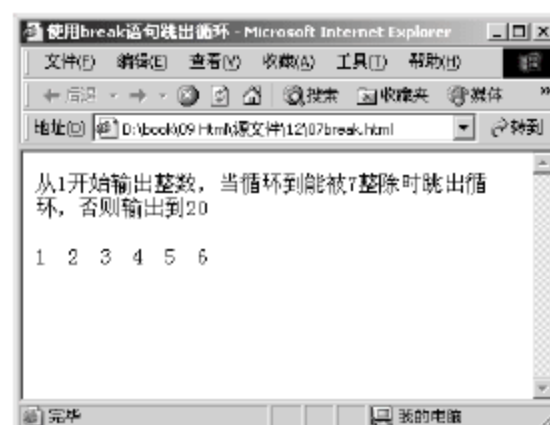 使用break语句跳出循环 - Microsoft Internet Explorer
文件(F) 编辑(E) 查看(V) 收藏(A) 工具(T) 帮助(H)
后退 搜索 收藏夹 媒体 »
地址(D) D:\book\09 Html\源文件\12\07break.html 转到
从1开始输出整数，当循环到能被7整除时跳出循
环，否则输出到20
1 2 3 4 5 6
完毕 我的电脑